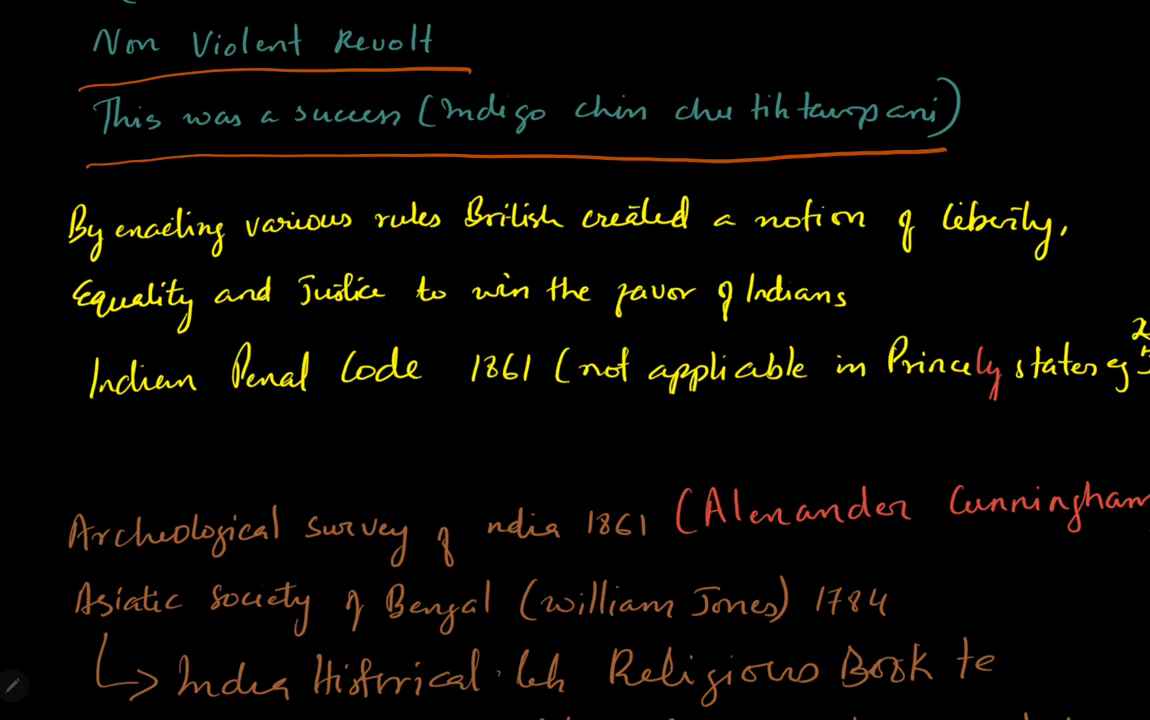 Non Violent Revolt
This was a success (Indigo chin chu tih tawp ani)
By enacting various rules British created a notion of Liberity,
Equality and Justice to win the favor of Indians
Indian Penal Code 1861 (not applicable in Princely states eg
Archeological survey of ndia 1861 (Alexander Cunningham
Asiatic society of Bengal (William Jones) 1784
↳ India Historical leh Religious Book te